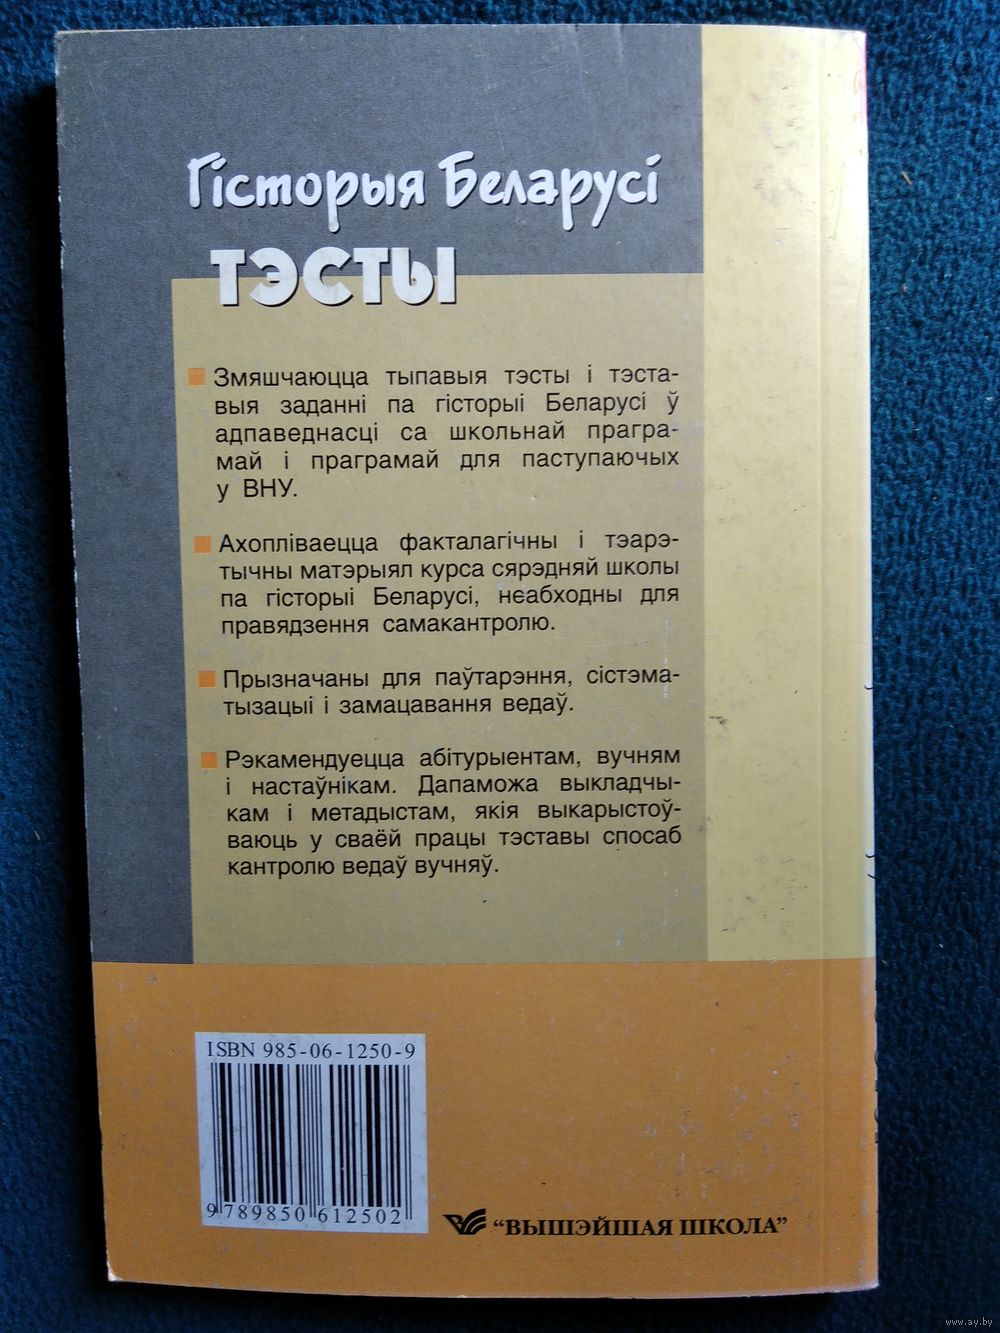 Гісторыя Беларусі
ТЭСТЫ
Змяшчаюцца тыпавыя тэсты і тэста-
выя заданні па гісторыі Беларусі ў
адпаведнасці са школьнай прагра-
май і праграмай для паступаючых
у ВНУ.
Ахопліваецца факталагічны і тэарэ-
тычны матэрыял курса сярэдняй школы
па гісторыі Беларусі, неабходны для
правядзення самакантролю.
Прызначаны для паўтарэння, сістэма-
тызацыі і замацавання ведаў.
Рэкамендуецца абітурыентам, вучням
і настаўнікам. Дапаможа выкладчы-
кам і метадыстам, якія выкарыстоў-
ваюць у сваёй працы тэставы спосаб
кантролю ведаў вучняў.
ISBN 985-06-1250-9
9 789850 612502
"ВЫШЭЙШАЯ ШКОЛА"
www.ay.by